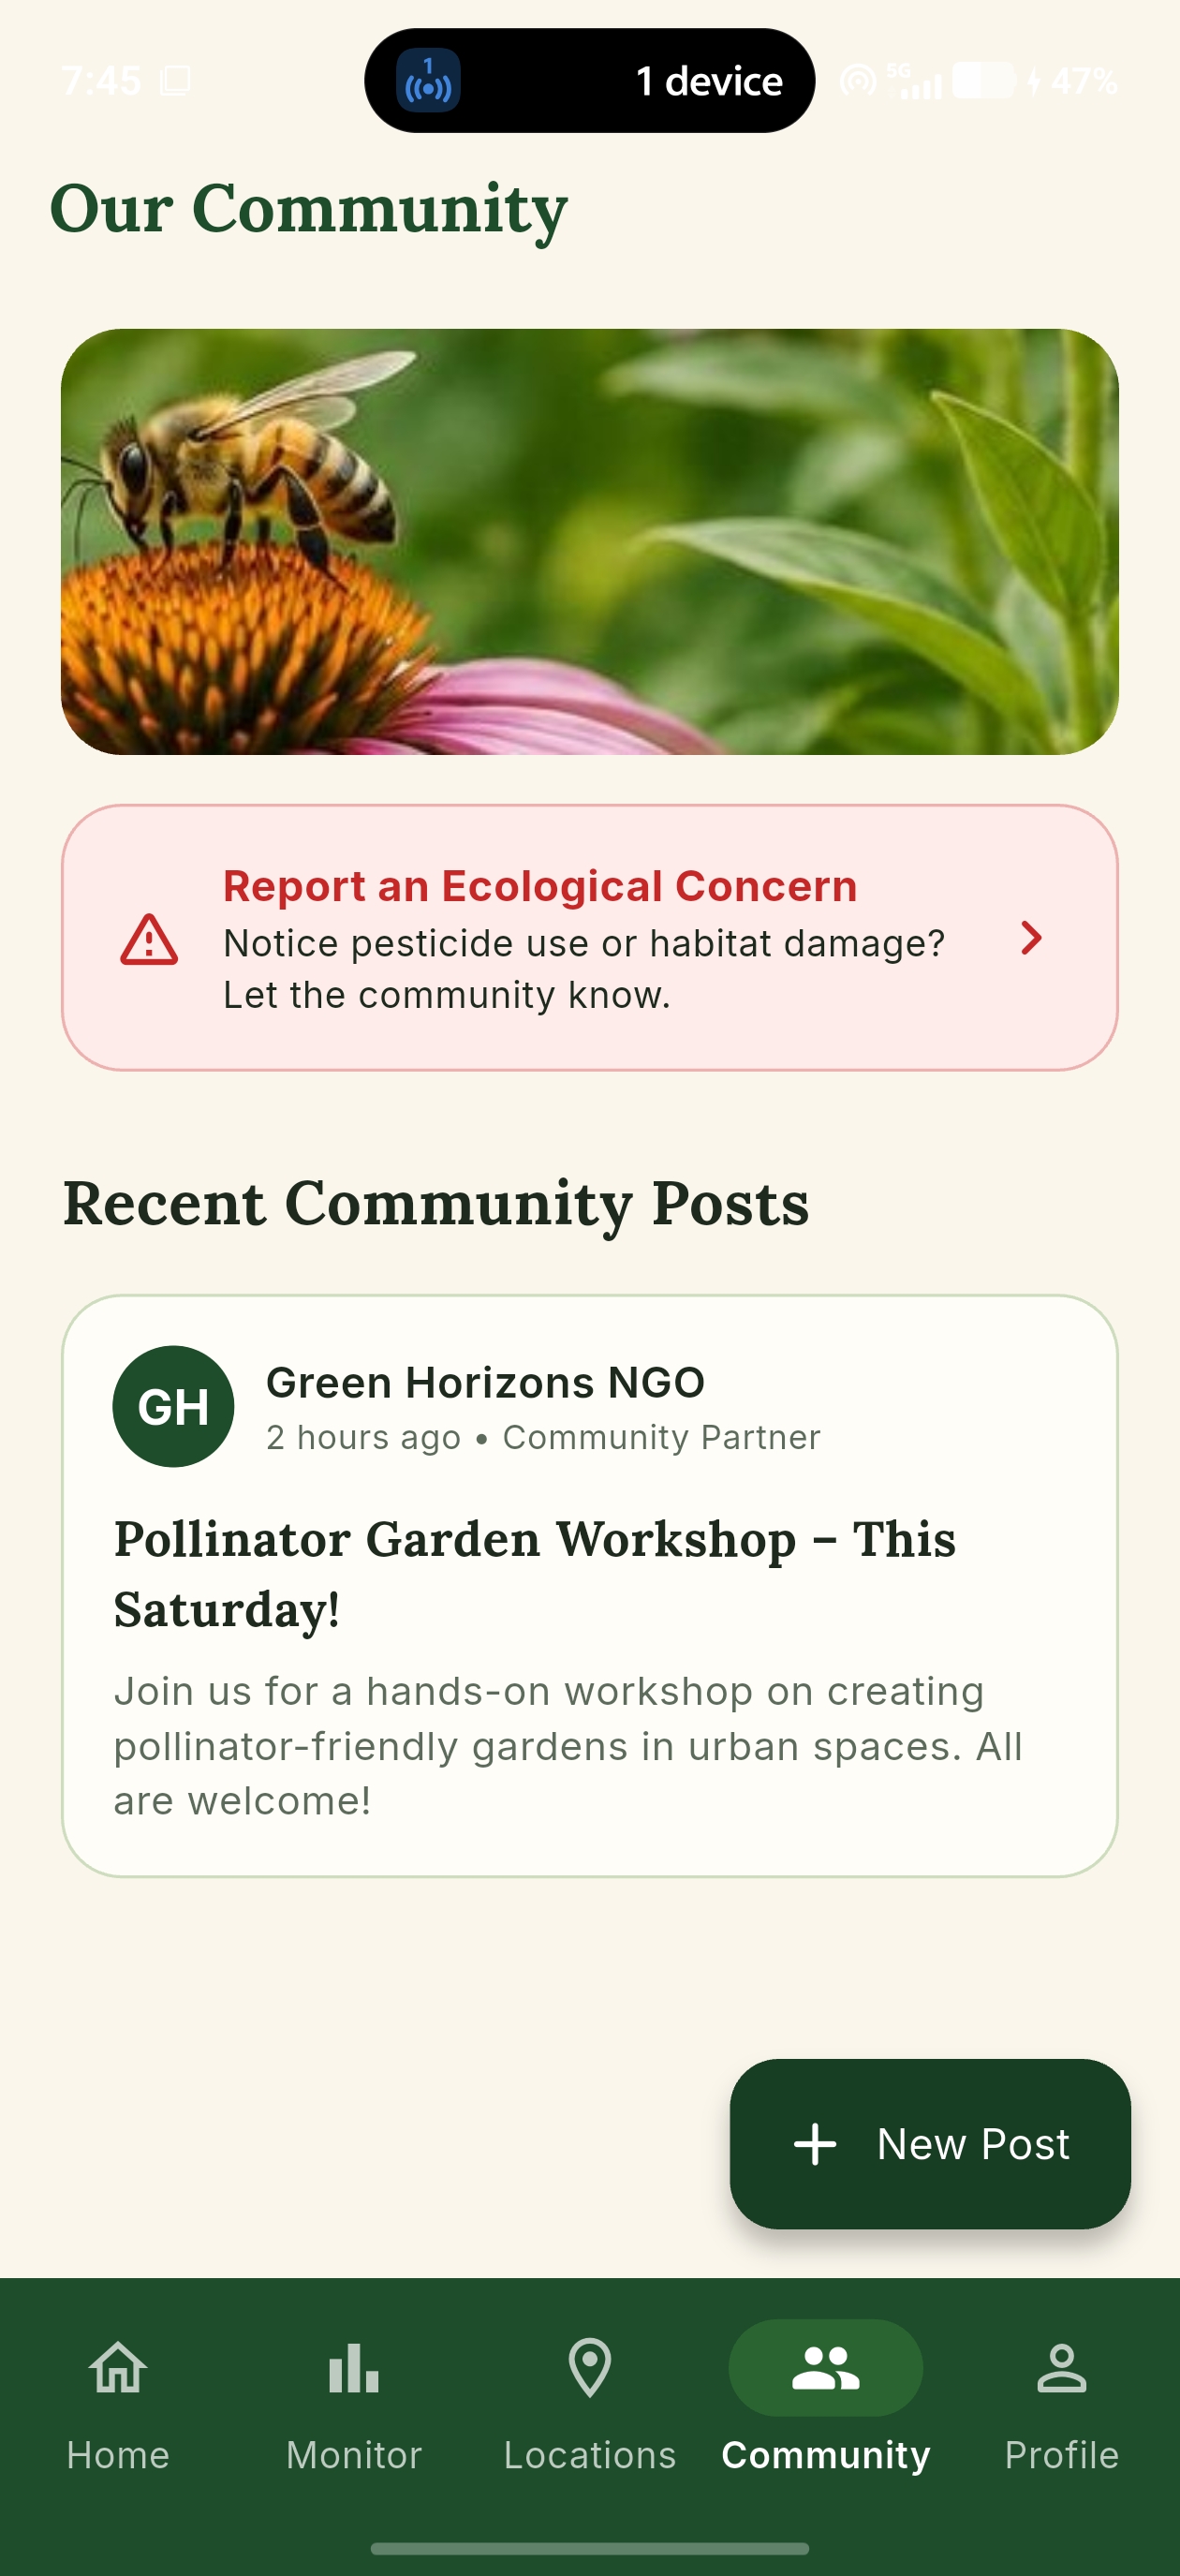 7:45
1
1 device
5G
47%
Our Community
Report an Ecological Concern
Notice pesticide use or habitat damage?
Let the community know.
Recent Community Posts
GH
Green Horizons NGO
2 hours ago • Community Partner
Pollinator Garden Workshop – This
Saturday!
Join us for a hands-on workshop on creating
pollinator-friendly gardens in urban spaces. All
are welcome!
New Post
Home
Monitor
Locations
Community
Profile